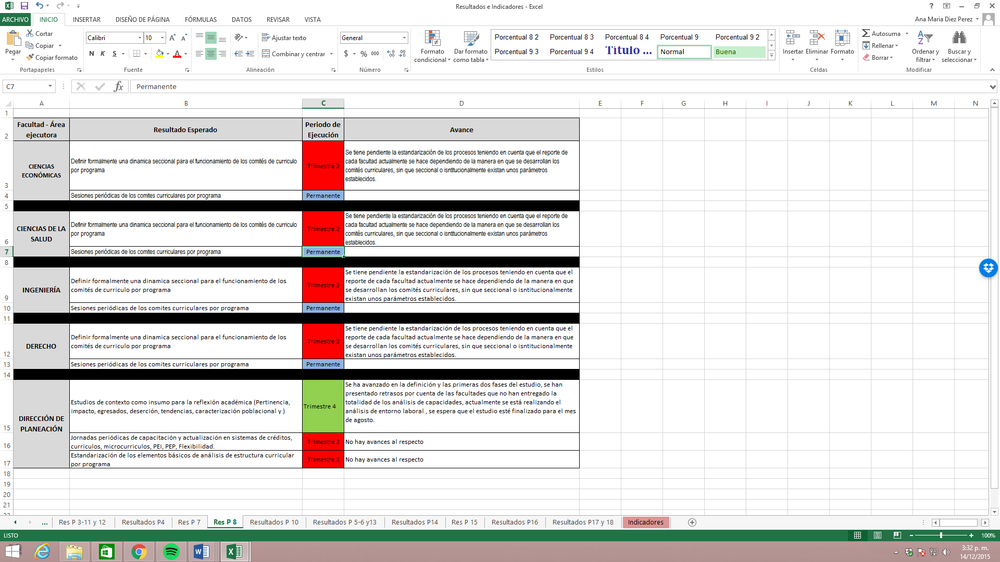 Resultados e Indicadores - Excel
?
ARCHIVO INICIO INSERTAR DISEÑO DE PÁGINA FÓRMULAS DATOS REVISAR VISTA
Ana Maria Diez Perez
Pegar
Cortar
Copiar
Copiar formato
Portapapeles
Calibri 10
N K S
Fuente
Ajustar texto
Combinar y centrar
Alineación
General
$ % 000
Número
Formato condicional
Dar formato como tabla
Porcentual 8 2 Porcentual 8 3 Porcentual 8 4 Porcentual 9 Porcentual 9 2
Porcentual 9 3 Porcentual 9 4 Título ... Normal Buena
Estilos
Insertar Eliminar Formato
Celdas
Autosuma
Rellenar
Borrar
Ordenar y filtrar
Buscar y seleccionar
Modificar
C7 fx Permanente
A B C D E F G H I J K L M N
1
2
Facultad - Área
ejecutora
Resultado Esperado
Periodo de
Ejecución
Avance
3
CIENCIAS
ECONÓMICAS
Definir formalmente una dinamica seccional para el funcionamiento de los comités de curriculo
por programa
Trimestre 2
Se tiene pendiente la estandarización de los procesos teniendo en cuenta que el reporte de
cada facultad actualmente se hace dependiendo de la manera en que se desarrollan los
comités curriculares, sin que seccional o isntitucionalmente existan unos parámetros
establecidos.
4
Sesiones periódicas de los comites curriculares por programa
Permanente
5
6
CIENCIAS DE LA
SALUD
Definir formalmente una dinamica seccional para el funcionamiento de los comités de curriculo
por programa
Trimestre 2
Se tiene pendiente la estandarización de los procesos teniendo en cuenta que el reporte de
cada facultad actualmente se hace dependiendo de la manera en que se desarrollan los
comités curriculares, sin que seccional o isntitucionalmente existan unos parámetros
establecidos.
7
Sesiones periódicas de los comites curriculares por programa
Permanente
8
9
INGENIERÍA
Definir formalmente una dinamica seccional para el funcionamiento de los
comités de curriculo por programa
Trimestre 2
Se tiene pendiente la estandarización de los procesos teniendo en cuenta que el
reporte de cada facultad actualmente se hace dependiendo de la manera en que
se desarrollan los comités curriculares, sin que seccional o isntitucionalmente
existan unos parámetros establecidos.
10
Sesiones periódicas de los comites curriculares por programa
Permanente
11
12
DERECHO
Definir formalmente una dinamica seccional para el funcionamiento de los
comités de curriculo por programa
Trimestre 2
Se tiene pendiente la estandarización de los procesos teniendo en cuenta que el
reporte de cada facultad actualmente se hace dependiendo de la manera en que
se desarrollan los comités curriculares, sin que seccional o isntitucionalmente
existan unos parámetros establecidos.
13
Sesiones periódicas de los comites curriculares por programa
Permanente
14
15
DIRECCIÓN DE
PLANEACIÓN
Estudios de contexto como insumo para la reflexión académica (Pertinencia,
impacto, egresados, deserción, tendencias, caracterización poblacional y )
Trimestre 4
Se ha avanzado en la definición y las primeras dos fases del estudio, se han
presentado retrasos por cuenta de las facultades que no han entregado la
totalidad de los análisis de capacidades, actualmente se está realizando el
análisis de entorno laboral , se espera que el estudio esté finalizado para el mes
de agosto.
16
Jornadas periódicas de capacitación y actualización en sistemas de créditos,
curriculos, microcurriculos, PEI, PEP, Flexibilidad.
Trimestre 2
No hay avances al respecto
17
Estandarización de los elementos básicos de análisis de estructura curricular
por programa
Trimestre 2
No hay avances al respecto
18
19
20
21
22
... Res P 3-11 y 12 Resultados P4 Res P 7 Res P 8 Resultados P 10 Resultados P 5-6 y13 Resultados P14 Res P 15 Resultados P16 Resultados P17 y 18 Indicadores
LISTO
100%
3:32 p. m.
14/12/2015